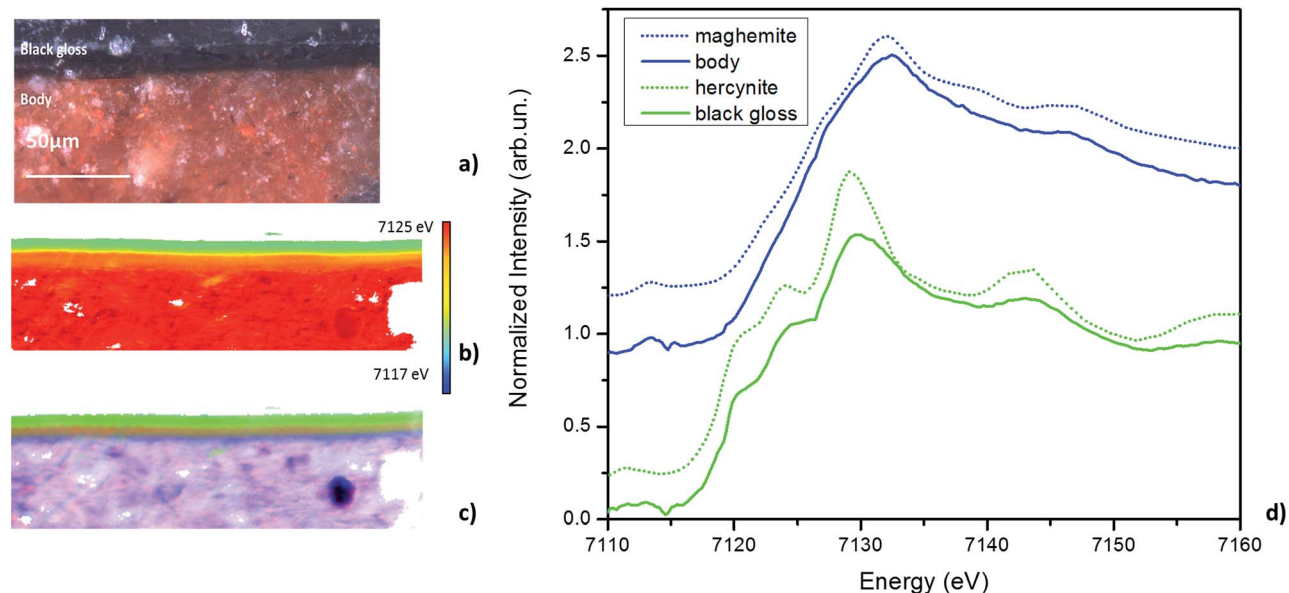 Black gloss
Body
50µm
a)
7125 eV
7117 eV
b)
c)
Normalized Intensity (arb.un.)
2.5
2.0
1.5
1.0
0.5
0.0
maghemite
body
hercynite
black gloss
7110 7120 7130 7140 7150 7160
Energy (eV)
d)